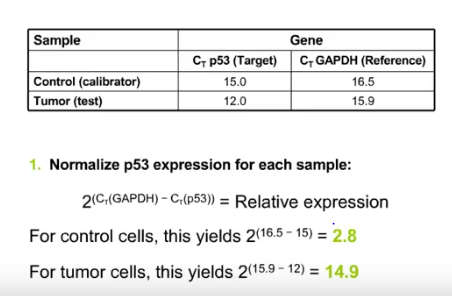 Sample Gene
C_T p53 (Target) C_T GAPDH (Reference)
Control (calibrator) 15.0 16.5
Tumor (test) 12.0 15.9
1. Normalize p53 expression for each sample:
2^(C_T(GAPDH) – C_T(p53)) = Relative expression
For control cells, this yields 2^(16.5 – 15) = 2.8
For tumor cells, this yields 2^(15.9 – 12) = 14.9